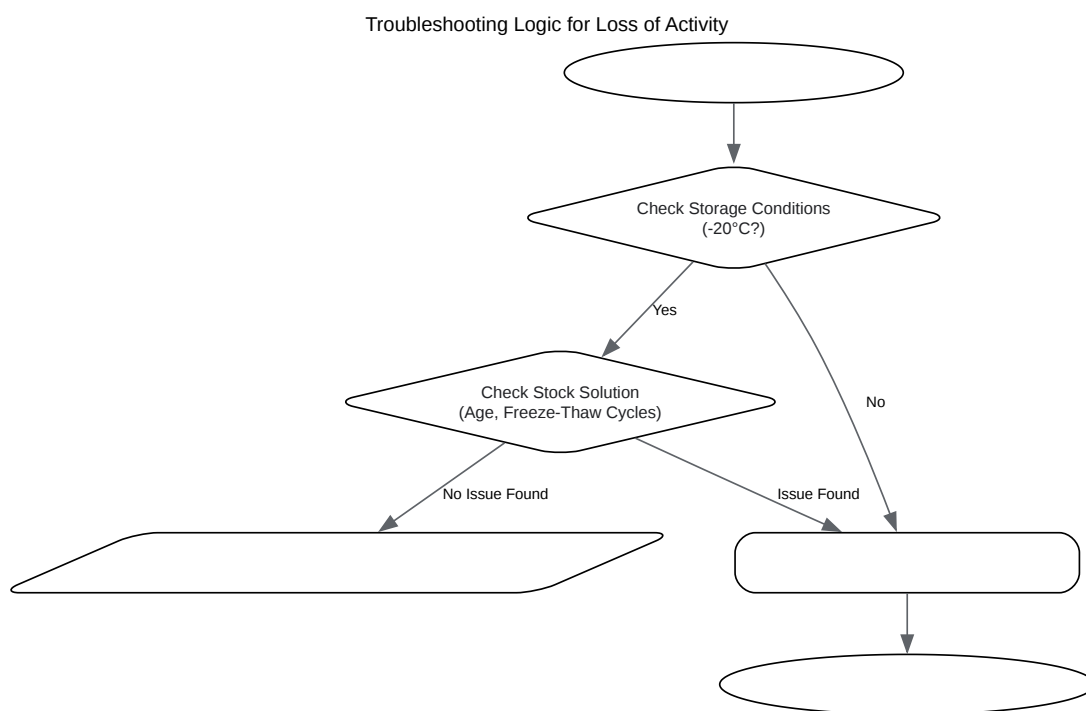 Troubleshooting Logic for Loss of Activity
Check Storage Conditions
(-20°C?)
Yes
Check Stock Solution
(Age, Freeze-Thaw Cycles)
No
No Issue Found
Issue Found